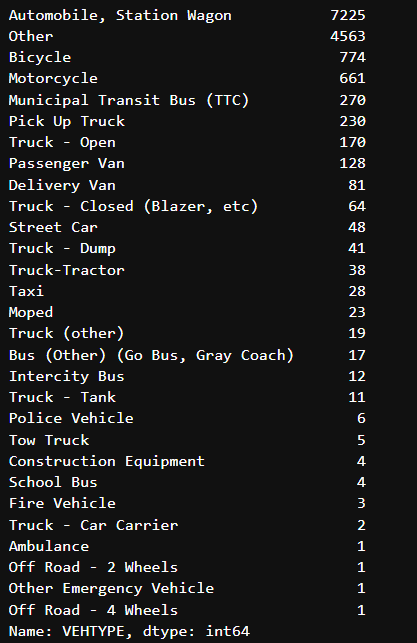 Automobile, Station Wagon 7225
Other 4563
Bicycle 774
Motorcycle 661
Municipal Transit Bus (TTC) 270
Pick Up Truck 230
Truck - Open 170
Passenger Van 128
Delivery Van 81
Truck - Closed (Blazer, etc) 64
Street Car 48
Truck - Dump 41
Truck-Tractor 38
Taxi 28
Moped 23
Truck (other) 19
Bus (Other) (Go Bus, Gray Coach) 17
Intercity Bus 12
Truck - Tank 11
Police Vehicle 6
Tow Truck 5
Construction Equipment 4
School Bus 4
Fire Vehicle 3
Truck - Car Carrier 2
Ambulance 1
Off Road - 2 Wheels 1
Other Emergency Vehicle 1
Off Road - 4 Wheels 1
Name: VEHTYPE, dtype: int64